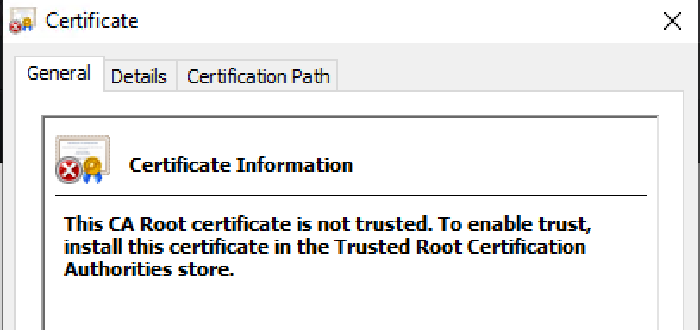 Certificate
General Details Certification Path
Certificate Information
This CA Root certificate is not trusted. To enable trust,
install this certificate in the Trusted Root Certification
Authorities store.